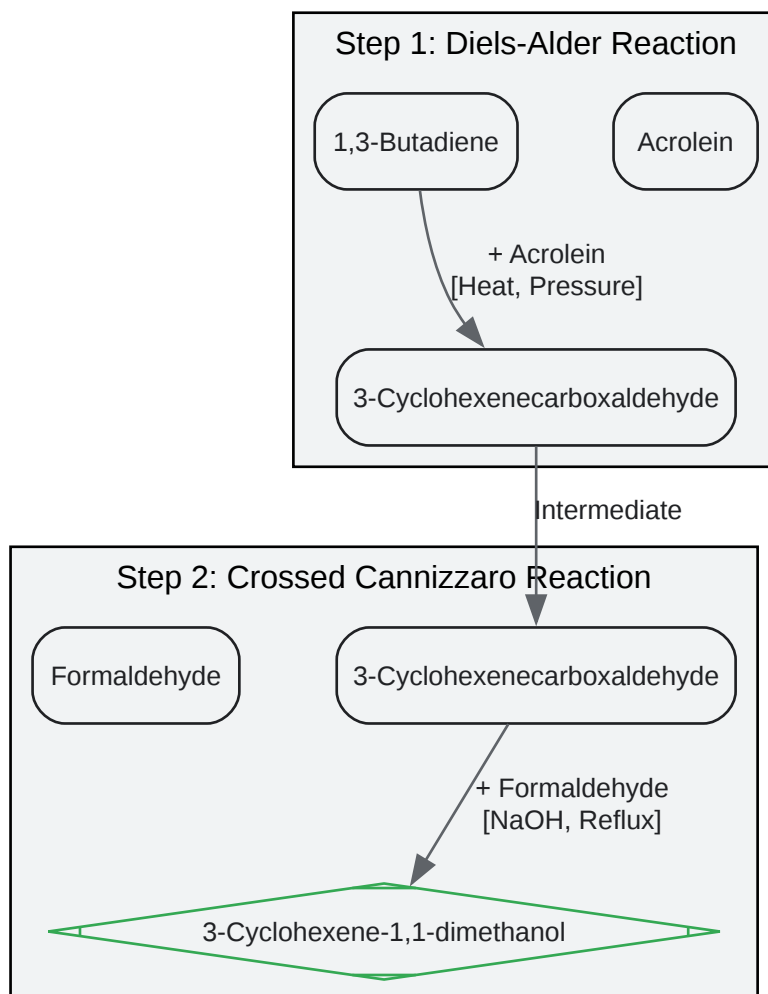 Step 1: Diels-Alder Reaction
1,3-Butadiene
Acrolein
+ Acrolein
[Heat, Pressure]
3-Cyclohexenecarboxaldehyde
Intermediate
Step 2: Crossed Cannizzaro Reaction
Formaldehyde
3-Cyclohexenecarboxaldehyde
+ Formaldehyde
[NaOH, Reflux]
3-Cyclohexene-1,1-dimethanol